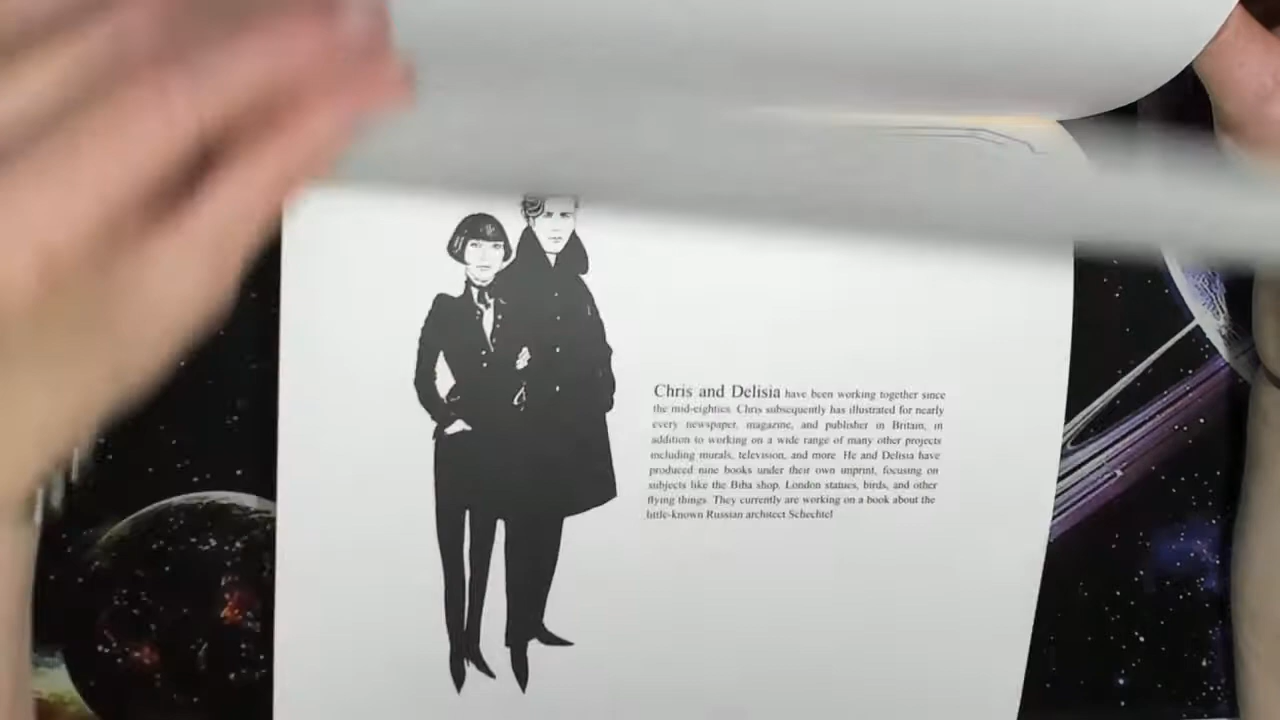 Chris and Delisia have been working together since
the mid-eighties. Chris subsequently has illustrated for nearly
every newspaper, magazine, and publisher in Britain, in
addition to working on a wide range of many other projects
including murals, television, and more. He and Delisia have
produced nine books under their own imprint, focusing on
subjects like the Biba shop, London statues, birds, and other
flying things. They currently are working on a book about the
little-known Russian architect Schechtel